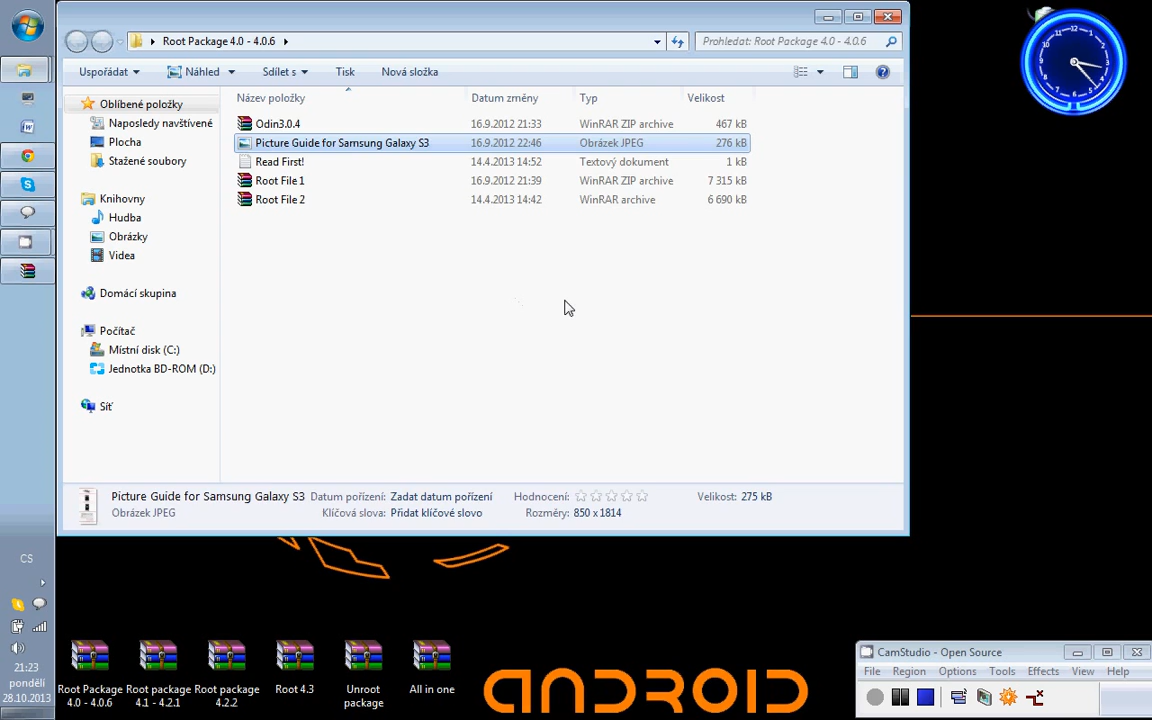 Root Package 4.0 - 4.0.6
Prohledat: Root Package 4.0 - 4.0.6
Uspořádat
Náhled
Sdílet s
Tisk
Nová složka
Název položky
Datum změny
Typ
Velikost
Oblíbené položky
Naposledy navštívené
Plocha
Stažené soubory
Knihovny
Hudba
Obrázky
Videa
Domácí skupina
Počítač
Místní disk (C:)
Jednotka BD-ROM (D:)
Síť
Odin3.0.4 16.9.2012 21:33 WinRAR ZIP archive 467 kB
Picture Guide for Samsung Galaxy S3 16.9.2012 22:46 Obrázek JPEG 276 kB
Read First! 14.4.2013 14:52 Textový dokument 1 kB
Root File 1 16.9.2012 21:39 WinRAR ZIP archive 7 315 kB
Root File 2 14.4.2013 14:42 WinRAR archive 6 690 kB
Picture Guide for Samsung Galaxy S3 Datum pořízení: Zadat datum pořízení Hodnocení: Velikost: 275 kB
Obrázek JPEG Klíčová slova: Přidat klíčové slovo Rozměry: 850 x 1814
CS
21:23
pondělí
28.10.2013
Root Package
4.0 - 4.0.6
Root package
4.1 - 4.2.1
Root package
4.2.2
Root 4.3
Unroot
package
All in one
ANDROID
CamStudio - Open Source
File Region Options Tools Effects View Help